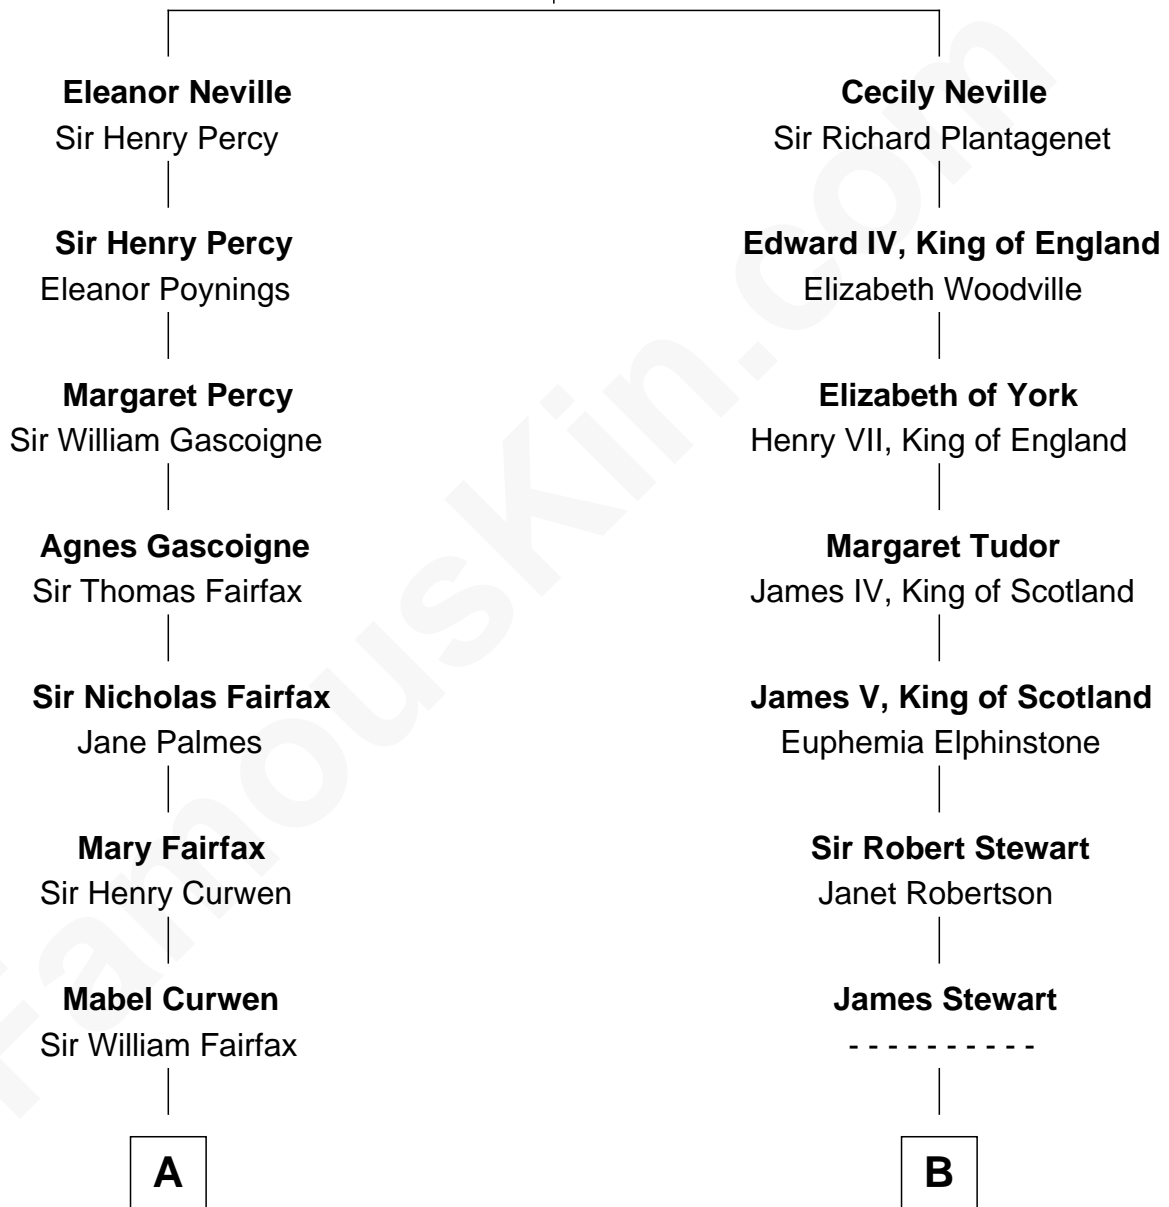 Eleanor Neville
Sir Henry Percy
Sir Henry Percy
Eleanor Poynings
Margaret Percy
Sir William Gascoigne
Agnes Gascoigne
Sir Thomas Fairfax
Sir Nicholas Fairfax
Jane Palmes
Mary Fairfax
Sir Henry Curwen
Mabel Curwen
Sir William Fairfax
A
Cecily Neville
Sir Richard Plantagenet
Edward IV, King of England
Elizabeth Woodville
Elizabeth of York
Henry VII, King of England
Margaret Tudor
James IV, King of Scotland
James V, King of Scotland
Euphemia Elphinstone
Sir Robert Stewart
Janet Robertson
James Stewart
- - - - - - - - - -
B
FamousKin.com